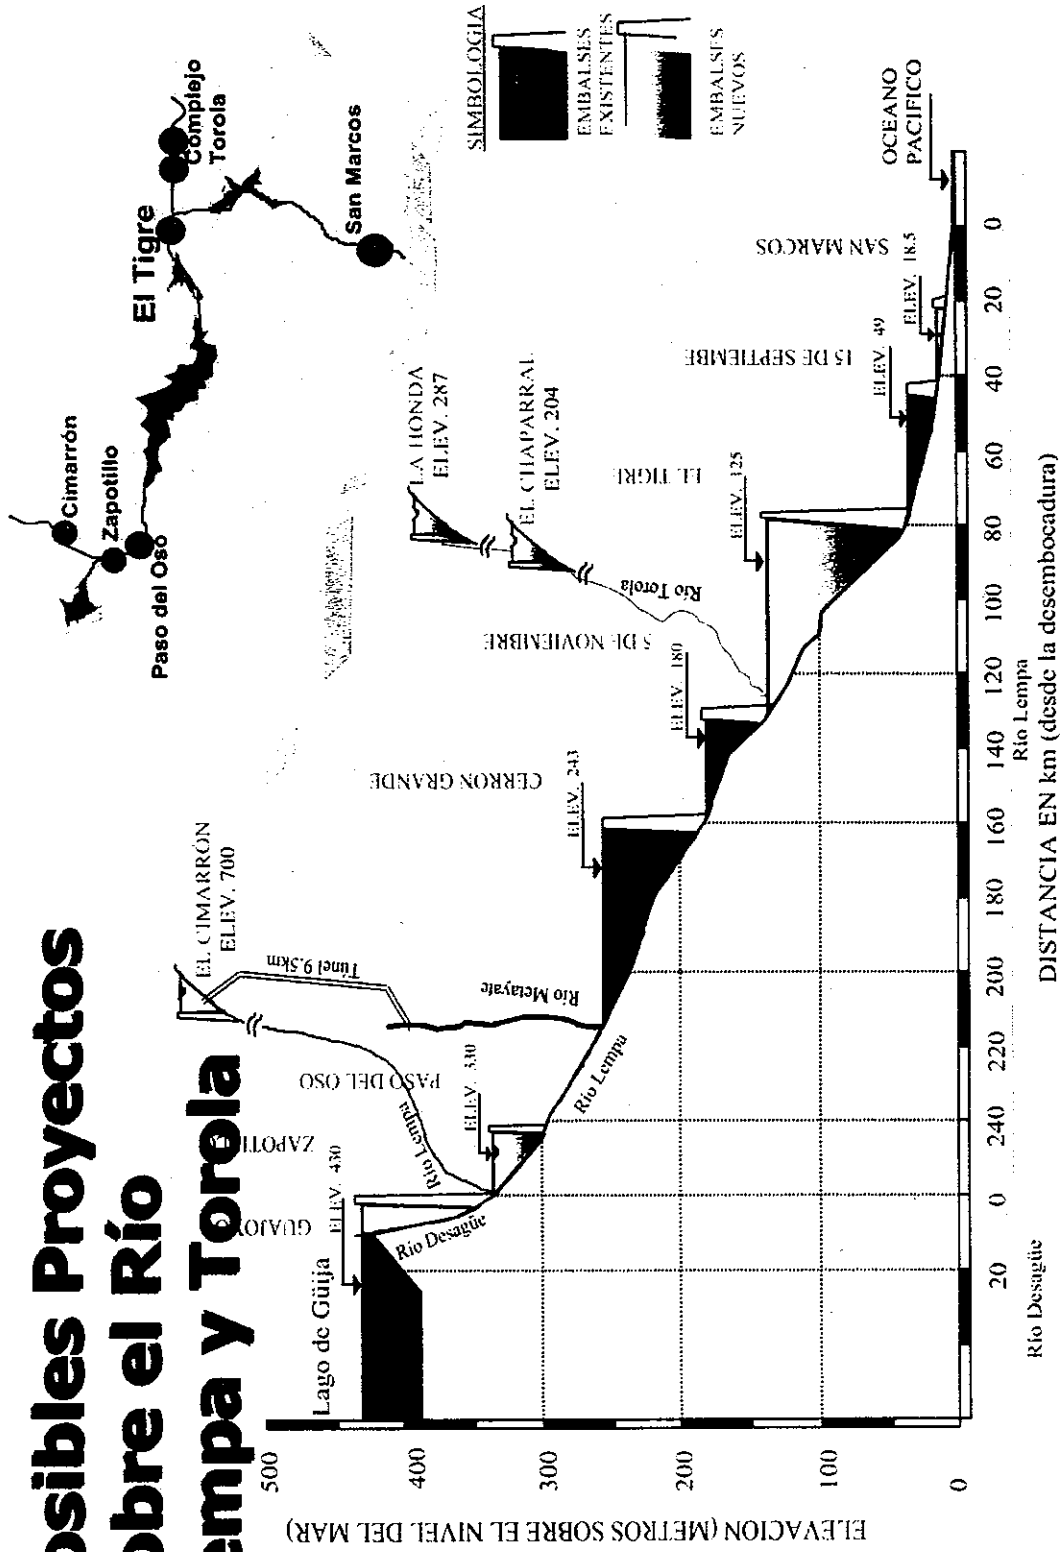 osibles Proyectos
obre el Río
empa y Torola
Cimarrón
Zapotillo
Paso del Oso
El Tigre
Complejo
Torola
San Marcos
SIMBOLOGIA
EMBALSES
EXISTENTES
EMBALSES
NUEVOS
EL CIMARRÓN
ELEV. 700
Túnel 9.5km
Río Metayate
LA HONDA
ELEV. 287
EL CHAPARRAL
ELEV. 204
Río Torola
Lago de Güija
GUAJOYO
ELEV. 430
Río Desagüe
Río Lempa
PASO DEL OSO
ELEV. 330
Río Lempa
CERRON GRANDE
ELEV. 243
5 DE NOVIEMBRE
ELEV. 180
EL TIGRE
ELEV. 125
15 DE SEPTIEMBRE
ELEV. 49
SAN MARCOS
ELEV. 18.5
OCEANO
PACIFICO
ELEVACION (METROS SOBRE EL NIVEL DEL MAR)
500
400
300
200
100
0
20 0 240 220 200 180 160 140 120 100 80 60 40 20 0
Río Desagüe
Río Lempa
DISTANCIA EN km (desde la desembocadura)